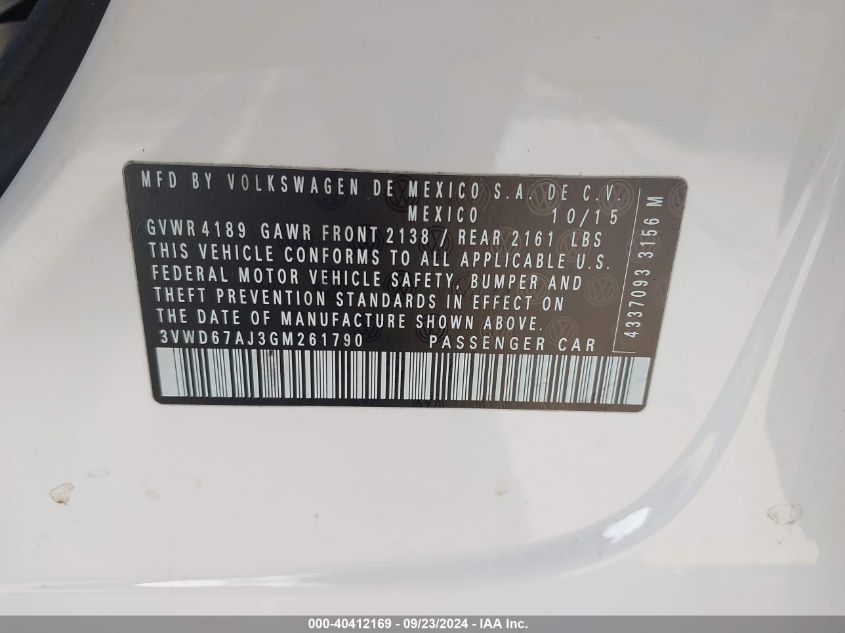 MFD BY VOLKSWAGEN DE MEXICO S.A. DE C.V.
MEXICO 10/15
GVWR 4189 GAWR FRONT 2138 / REAR 2161 LBS
THIS VEHICLE CONFORMS TO ALL APPLICABLE U.S.
FEDERAL MOTOR VEHICLE SAFETY, BUMPER AND
THEFT PREVENTION STANDARDS IN EFFECT ON
THE DATE OF MANUFACTURE SHOWN ABOVE.
3VWD67AJ3GM261790 PASSENGER CAR
4337093 3156 M
000-40412169 - 09/23/2024 - IAA Inc.